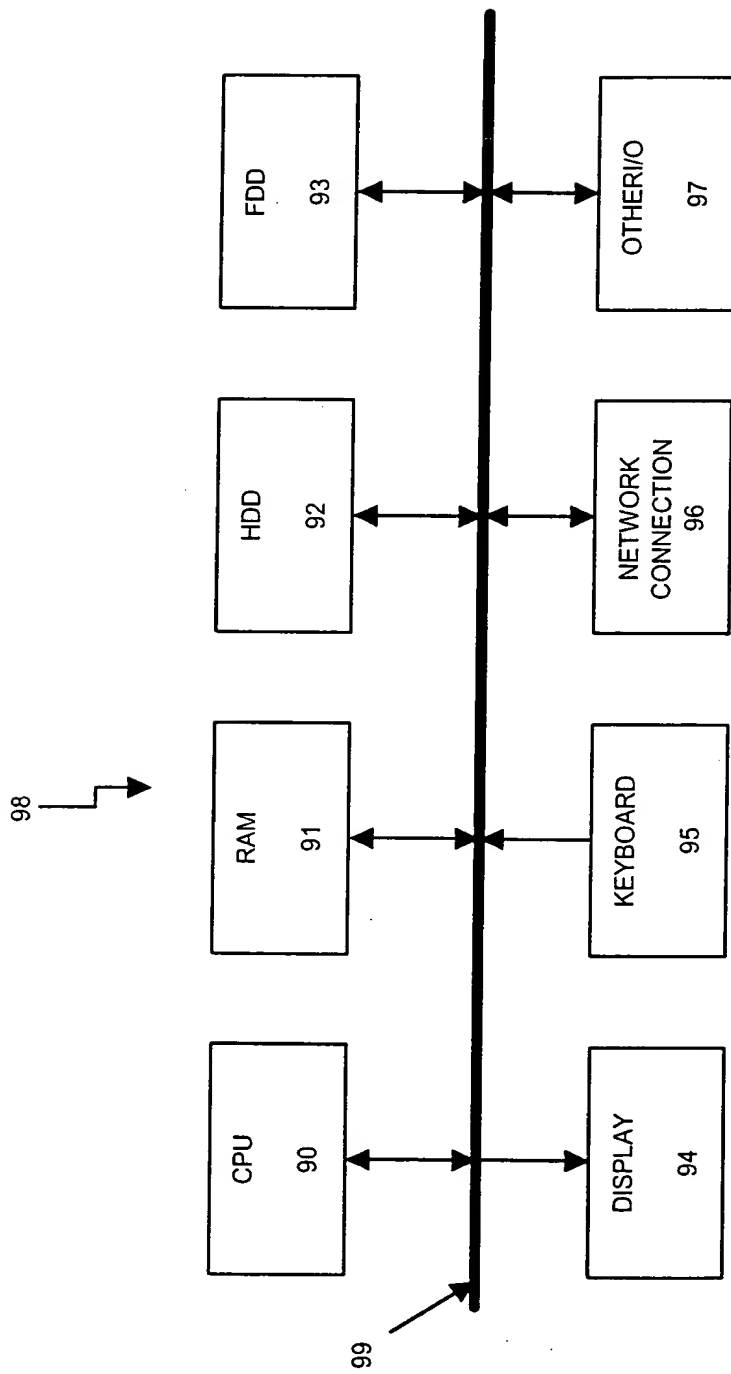 98
CPU
90
RAM
91
HDD
92
FDD
93
99
DISPLAY
94
KEYBOARD
95
NETWORK
CONNECTION
96
OTHERI/O
97